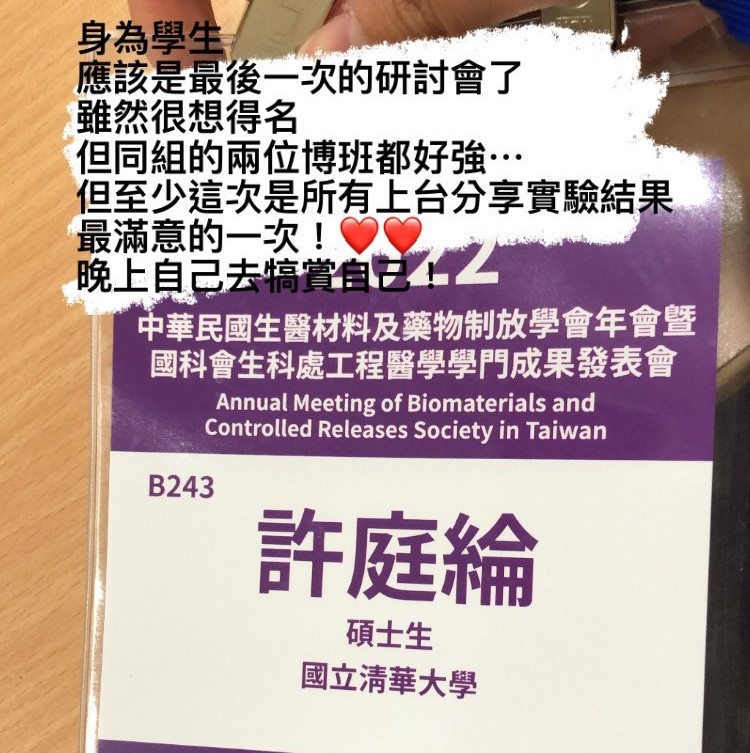 身為學生
應該是最後一次的研討會了
雖然很想得名
但同組的兩位博班都好強…
但至少這次是所有上台分享實驗結果
最滿意的一次！❤️❤️
晚上自己去犒賞自己！
22
中華民國生醫材料及藥物制放學會年會暨
國科會生科處工程醫學學門成果發表會
Annual Meeting of Biomaterials and
Controlled Releases Society in Taiwan
B243
許庭綸
碩士生
國立清華大學